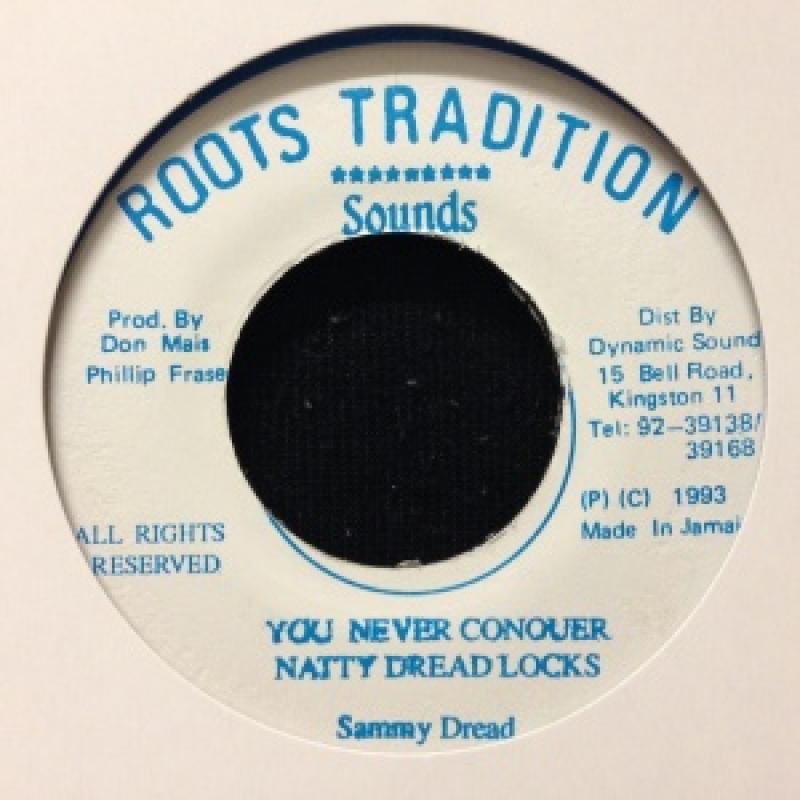 ROOTS TRADITION
*********
Sounds
Prod. By
Don Mais
Phillip Frase
Dist By
Dynamic Sound
15 Bell Road,
Kingston 11
Tel: 92-39138/
39168
(P) (C) 1993
Made In Jamai
ALL RIGHTS
RESERVED
YOU NEVER CONQUER
NATTY DREAD LOCKS
Sammy Dread